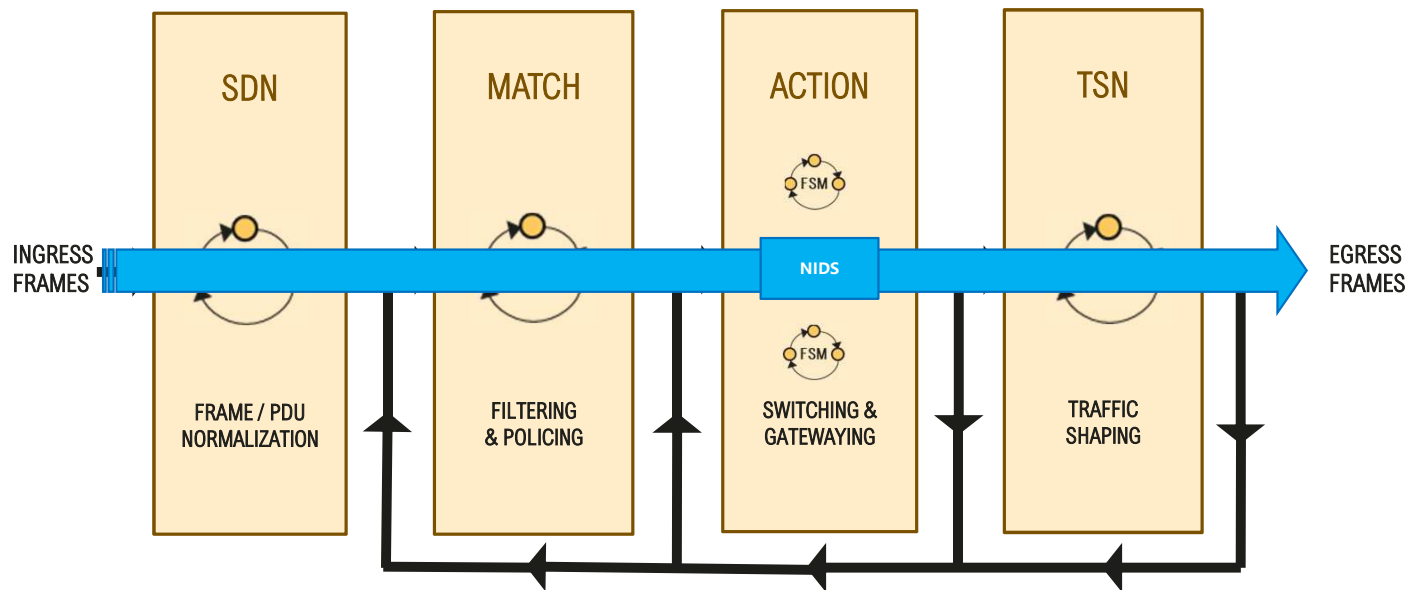 SDN
MATCH
ACTION
TSN
FSM
INGRESS
FRAMES
NIDS
EGRESS
FRAMES
FSM
FRAME / PDU
NORMALIZATION
FILTERING
& POLICING
SWITCHING &
GATEWAYING
TRAFFIC
SHAPING